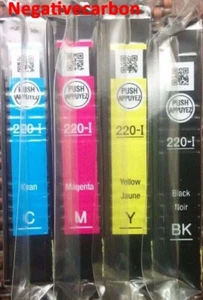 Negativecarbon
PUSH
APPUYEZ
220-I
Cyan
C
PUSH
APPUYEZ
220-I
Magenta
M
PUSH
APPUYEZ
220-I
Yellow
Jaune
Y
PUSH
APPUYEZ
220-I
Black
Noir
BK